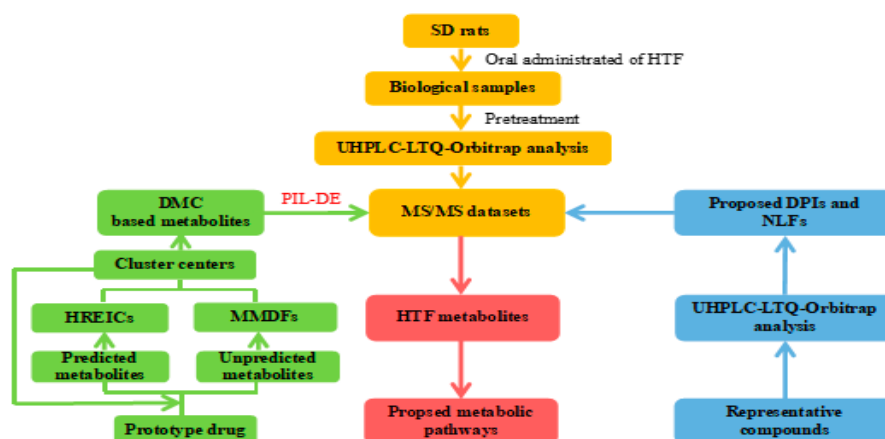 SD rats
Oral administrated of HTF
Biological samples
Pretreatment
UHPLC-LTQ-Orbitrap analysis
DMC
based metabolites
PIL-DE
MS/MS datasets
Proposed DPIs and
NLFs
Cluster centers
HREICs
MMDFs
HTF metabolites
UHPLC-LTQ-Orbitrap
analysis
Predicted
metabolites
Unpredicted
metabolites
Prototype drug
Propsed metabolic
pathways
Representative
compounds